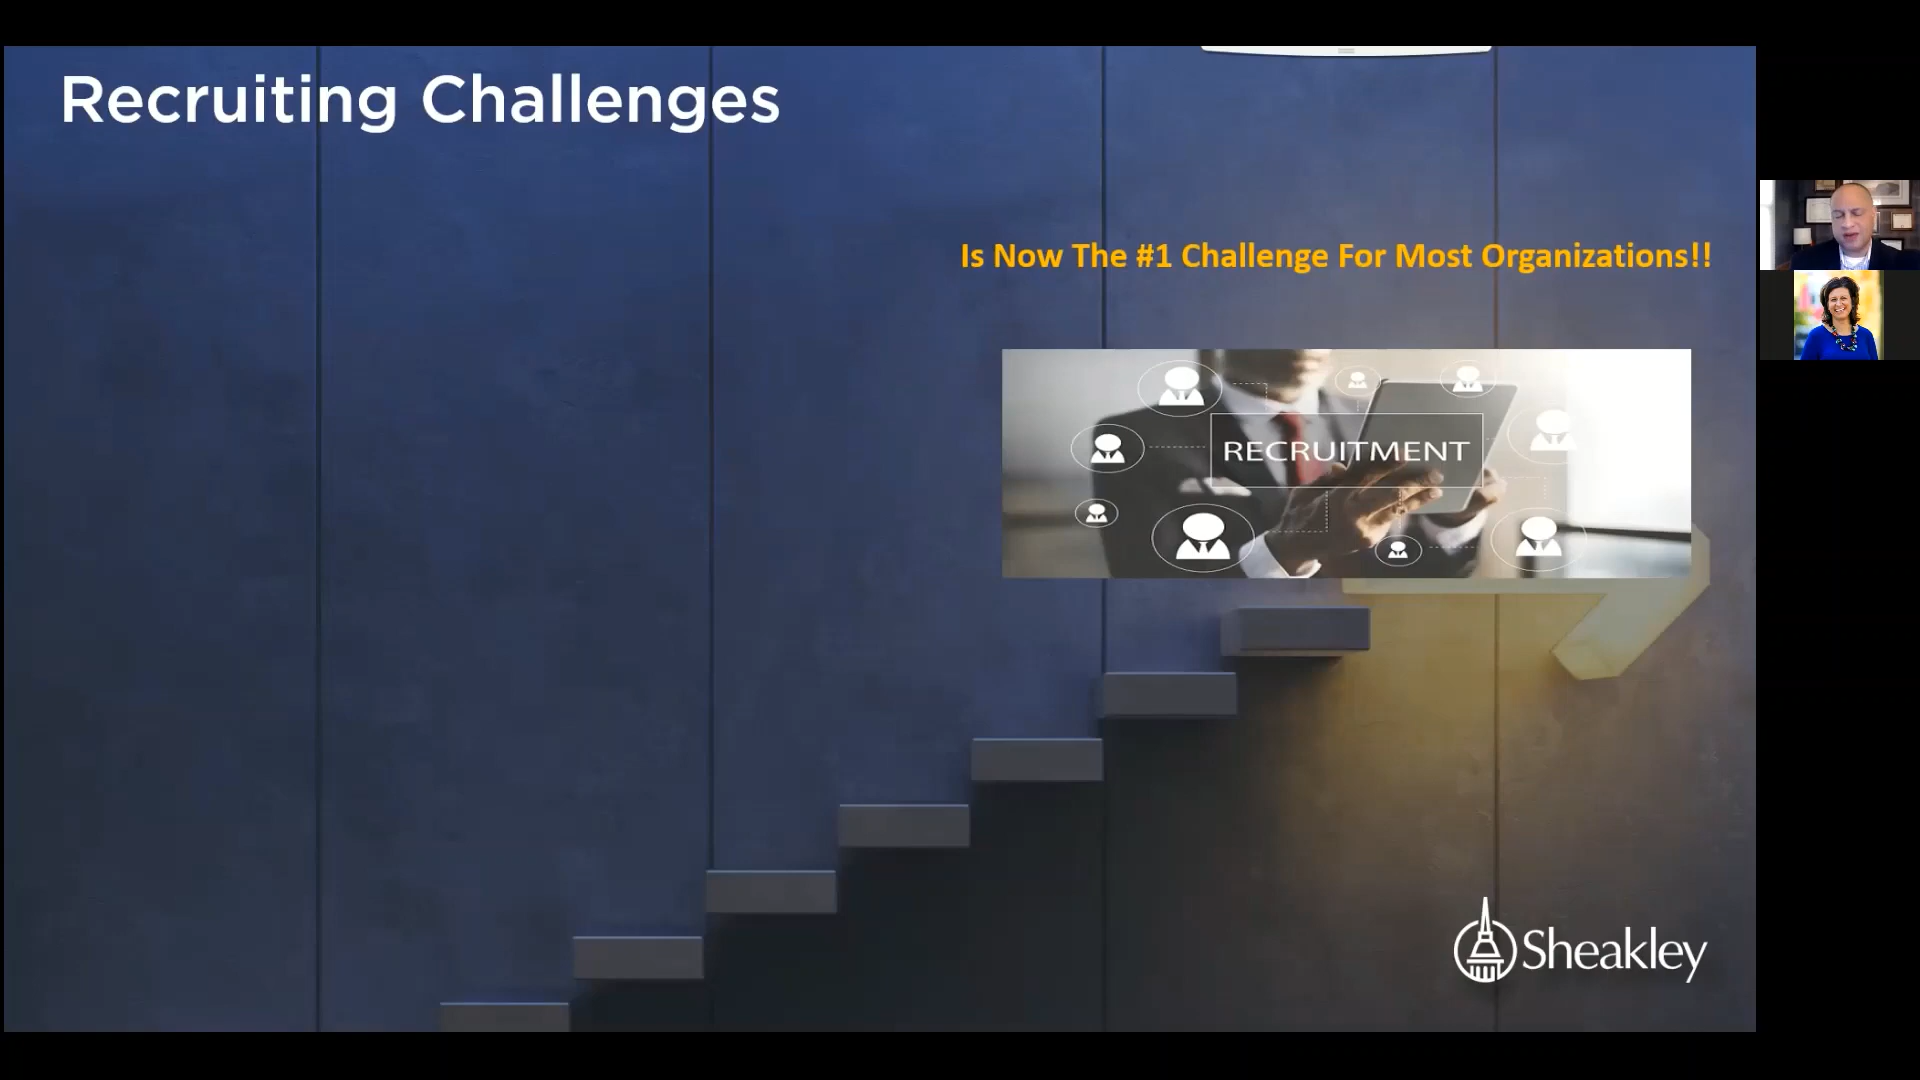 Recruiting Challenges
Is Now The #1 Challenge For Most Organizations!!
RECRUITMENT
Sheakley